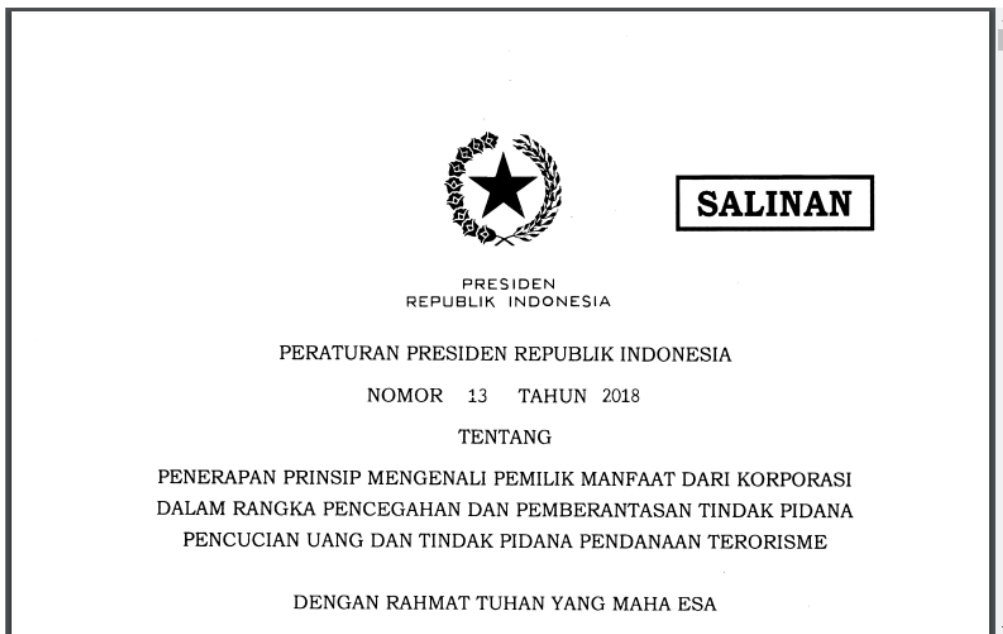 SALINAN
PRESIDEN
REPUBLIK INDONESIA
PERATURAN PRESIDEN REPUBLIK INDONESIA
NOMOR 13 TAHUN 2018
TENTANG
PENERAPAN PRINSIP MENGENALI PEMILIK MANFAAT DARI KORPORASI
DALAM RANGKA PENCEGAHAN DAN PEMBERANTASAN TINDAK PIDANA
PENCUCIAN UANG DAN TINDAK PIDANA PENDANAAN TERORISME
DENGAN RAHMAT TUHAN YANG MAHA ESA